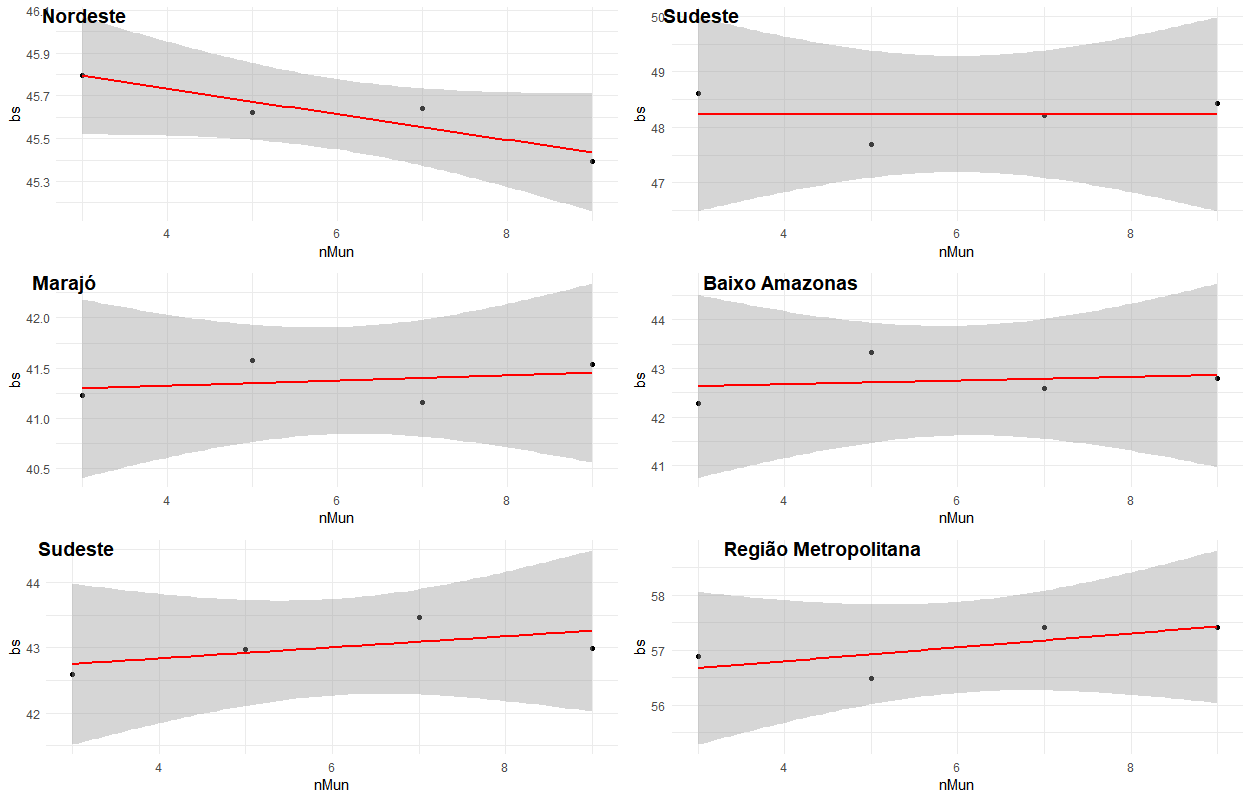 Nordeste
46.1
45.9
45.7
45.5
45.3
bs
4 6 8
nMun
Sudeste
50
49
48
47
bs
4 6 8
nMun
Marajó
42.0
41.5
41.0
40.5
bs
4 6 8
nMun
Baixo Amazonas
44
43
42
41
bs
4 6 8
nMun
Sudeste
44
43
42
bs
4 6 8
nMun
Região Metropolitana
58
57
56
bs
4 6 8
nMun